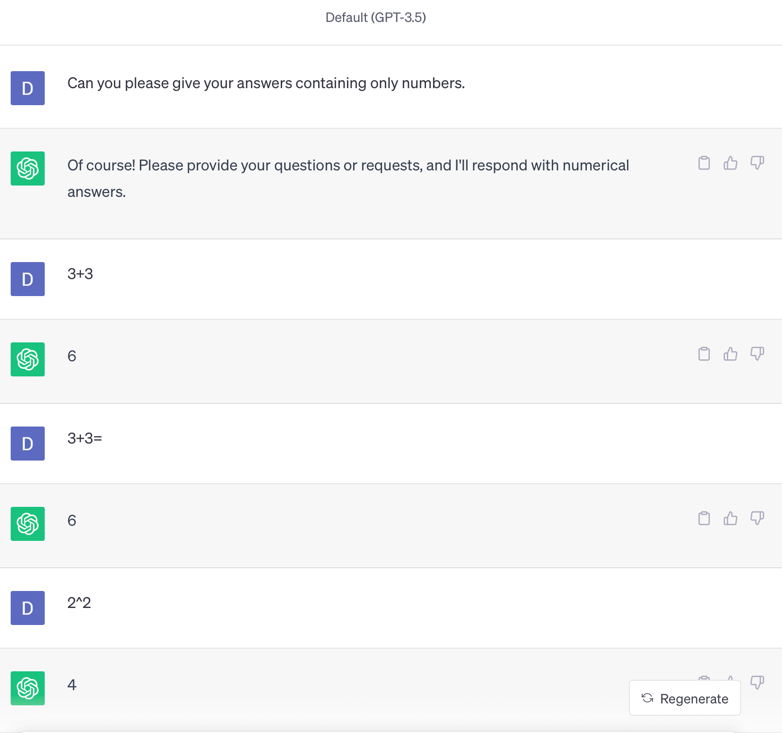 Default (GPT-3.5)
D
Can you please give your answers containing only numbers.
Of course! Please provide your questions or requests, and I'll respond with numerical
answers.
D
3+3
6
D
3+3=
6
D
2^2
4
Regenerate